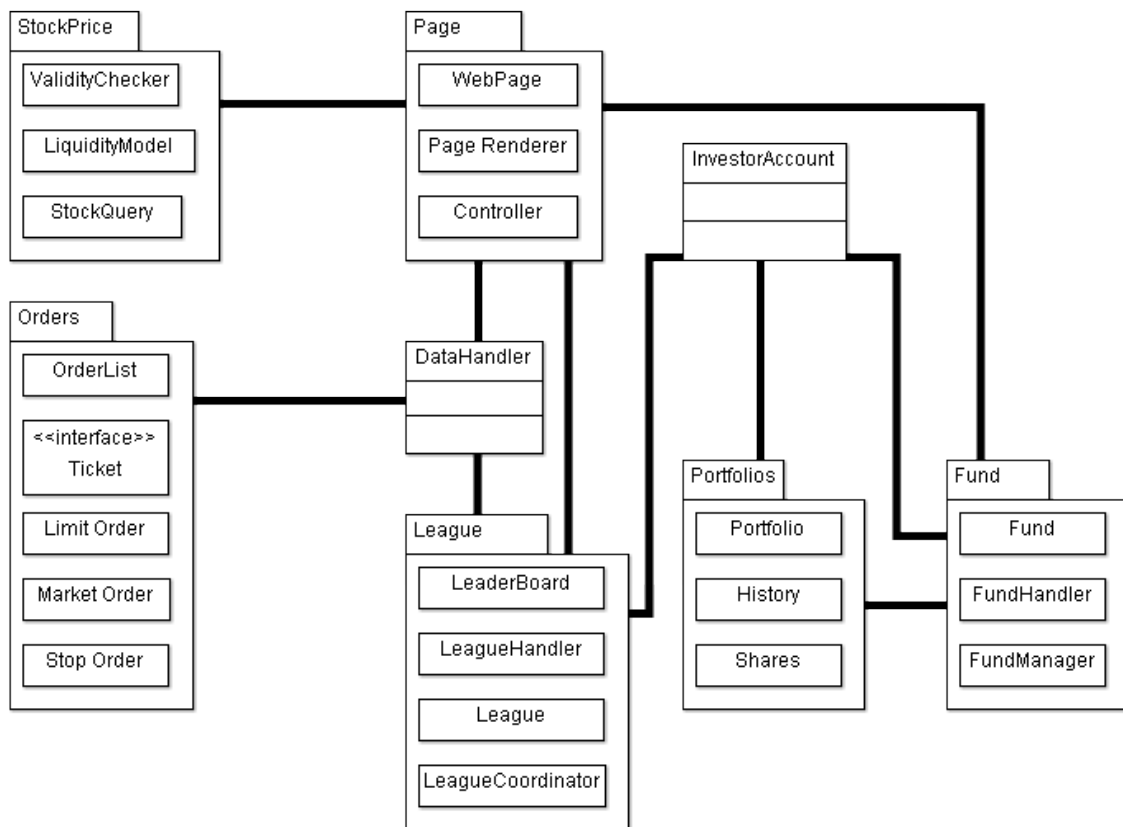 StockPrice
ValidityChecker
LiquidityModel
StockQuery
Page
WebPage
Page Renderer
Controller
InvestorAccount
Orders
OrderList
<<interface>>
Ticket
Limit Order
Market Order
Stop Order
DataHandler
League
LeaderBoard
LeagueHandler
League
LeagueCoordinator
Portfolios
Portfolio
History
Shares
Fund
Fund
FundHandler
FundManager